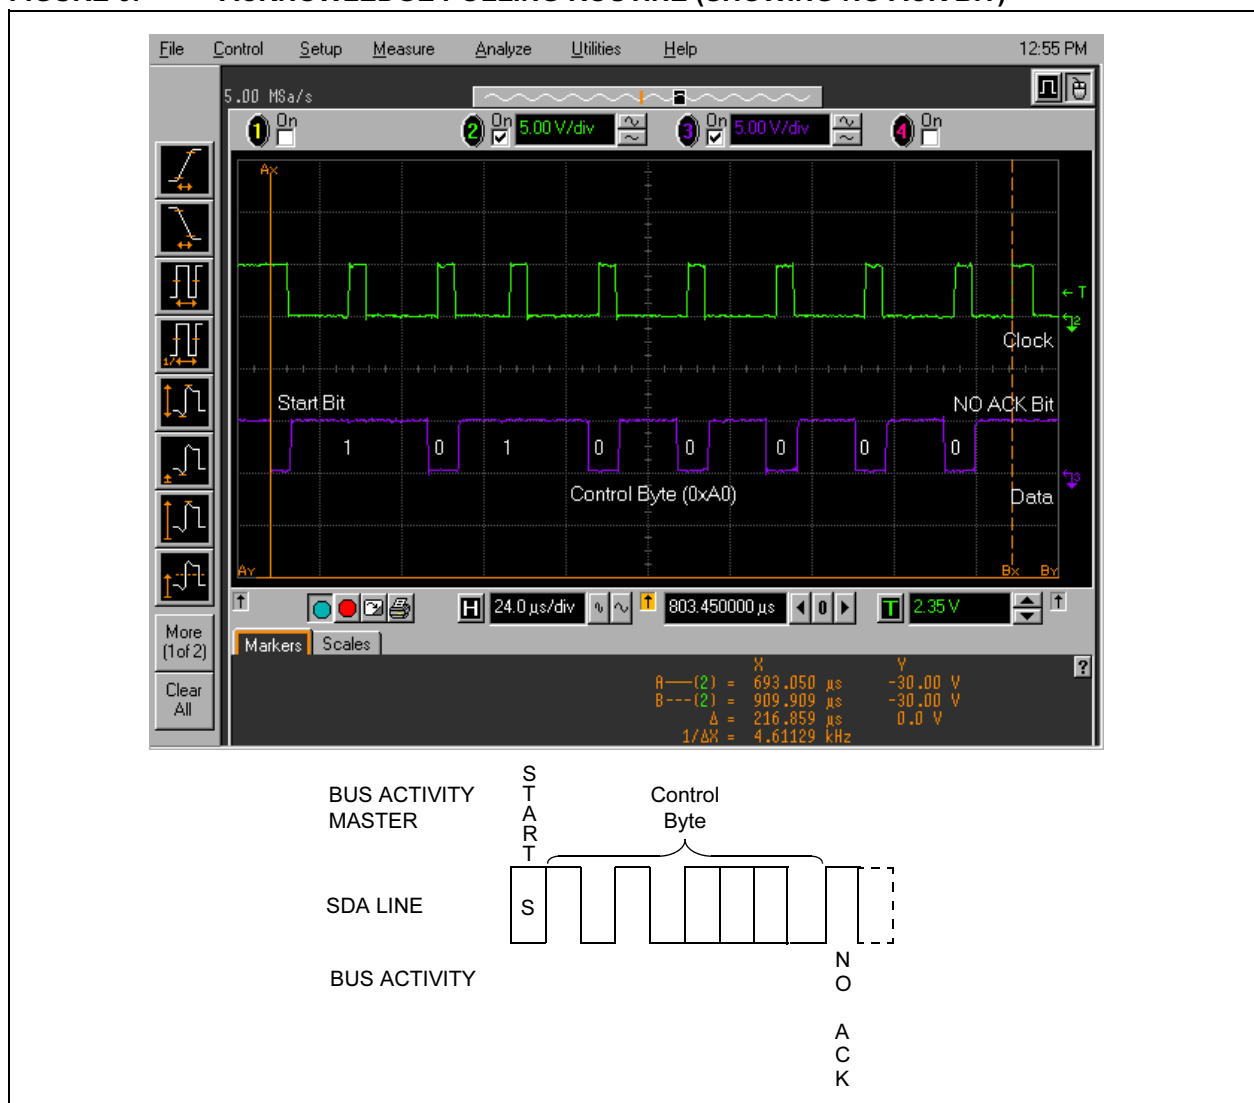 File Control Setup Measure Analyze Utilities Help 12:55 PM
5.00 MSa/s
1 On 2 On 5.00 V/div 3 On 5.00 V/div 4 On
Ax
T
2
Clock
Start Bit NO ACK Bit
1 0 1 0 0 0 0 0
3
Control Byte (0xA0) Data
Ay Bx By
H 24.0 µs/div 803.450000 µs 0 T 2.35 V
More
(1of 2)
Clear
All
Markers Scales
?
X Y
A——(2) = 693.050 µs -30.00 V
B---(2) = 909.909 µs -30.00 V
Δ = 216.859 µs 0.0 V
1/ΔX = 4.61129 kHz
BUS ACTIVITY
MASTER
START
Control
Byte
SDA LINE
S
BUS ACTIVITY
NO ACK